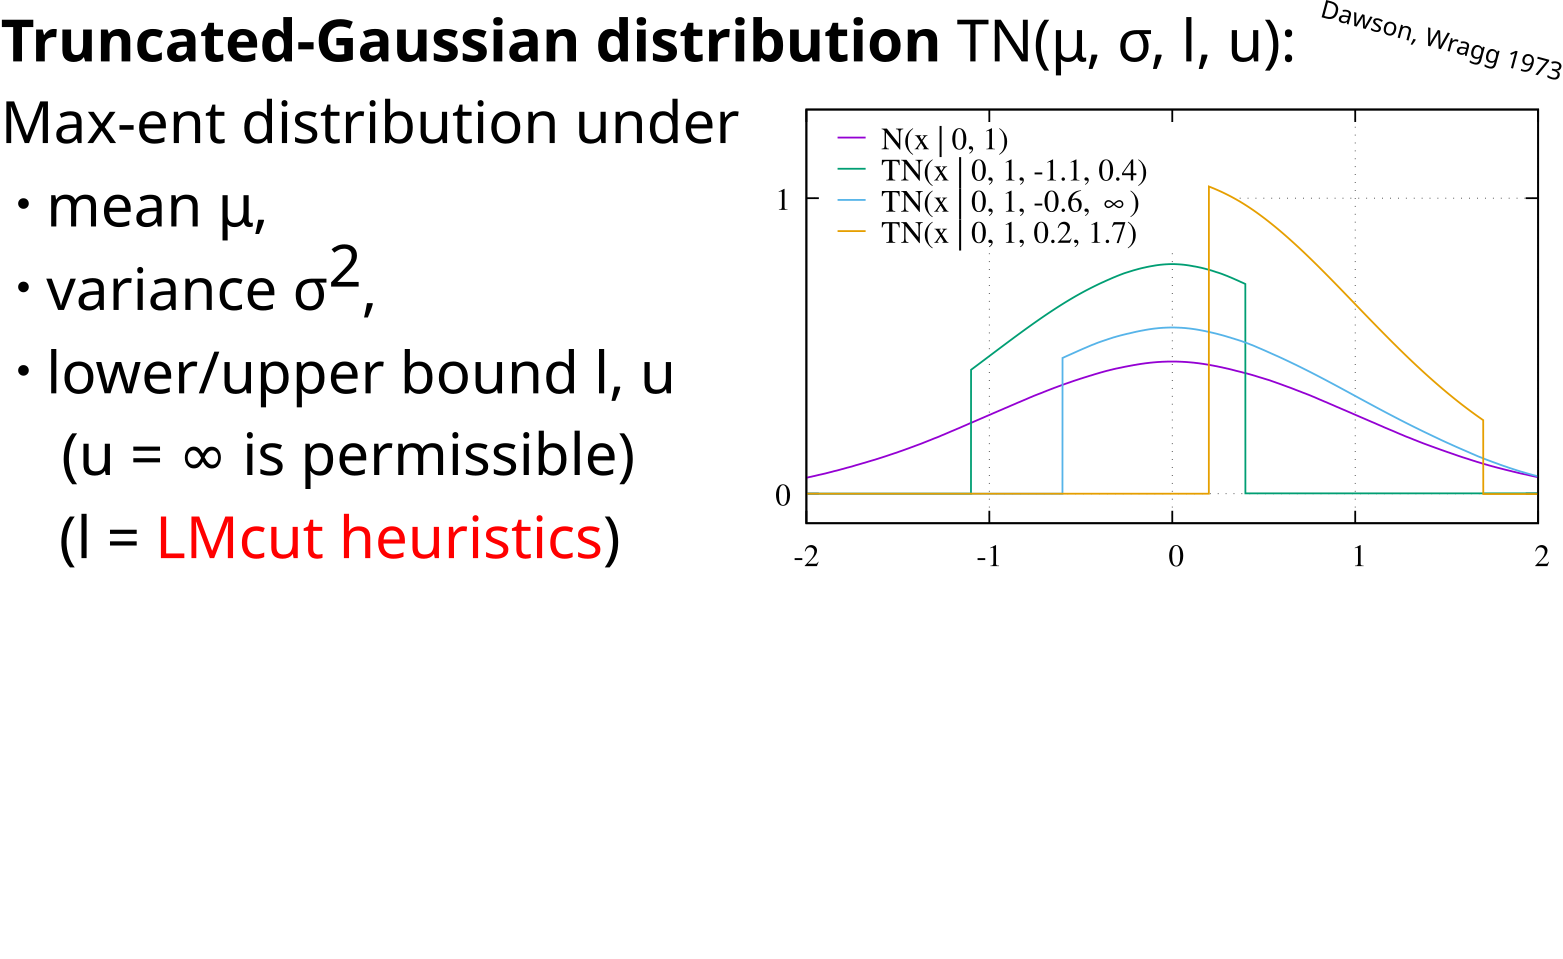 Truncated-Gaussian distribution TN(μ, σ, l, u):
Dawson, Wragg 1973
Max-ent distribution under
• mean μ,
• variance σ²,
• lower/upper bound l, u
(u = ∞ is permissible)
(l = LMcut heuristics)
N(x | 0, 1)
TN(x | 0, 1, -1.1, 0.4)
TN(x | 0, 1, -0.6, ∞)
TN(x | 0, 1, 0.2, 1.7)
1
0
-2 -1 0 1 2